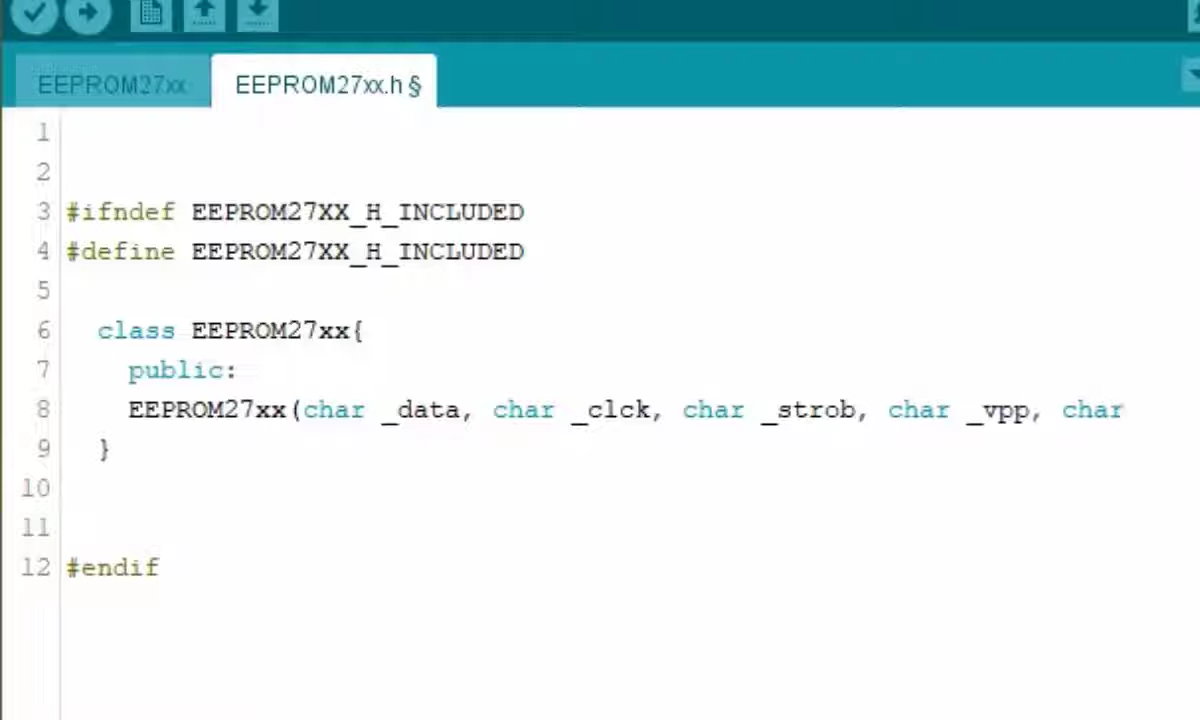 EEPROM27xx EEPROM27xx.h §
1
2
3 #ifndef EEPROM27XX_H_INCLUDED
4 #define EEPROM27XX_H_INCLUDED
5
6 class EEPROM27xx{
7 public:
8 EEPROM27xx(char _data, char _clck, char _strob, char _vpp, char
9 }
10
11
12 #endif